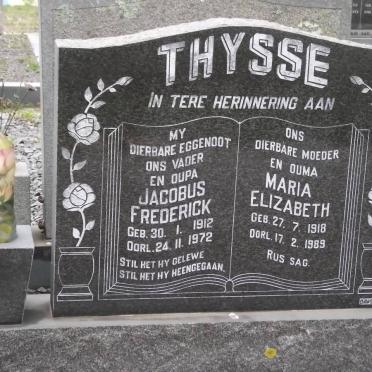 THYSSE
IN TERE HERINNERING AAN
MY
DIERBARE EGGENOOT
ONS VADER
EN OUPA
JACOBUS
FREDERICK
GEB. 30. 1. 1912
OORL. 24. 11. 1972
STIL HET HY GELEWE
STIL HET HY HEENGEGAAN.
ONS
DIERBARE MOEDER
EN OUMA
MARIA
ELIZABETH
GEB. 27. 7. 1918
OORL. 17. 2. 1989
RUS SAG